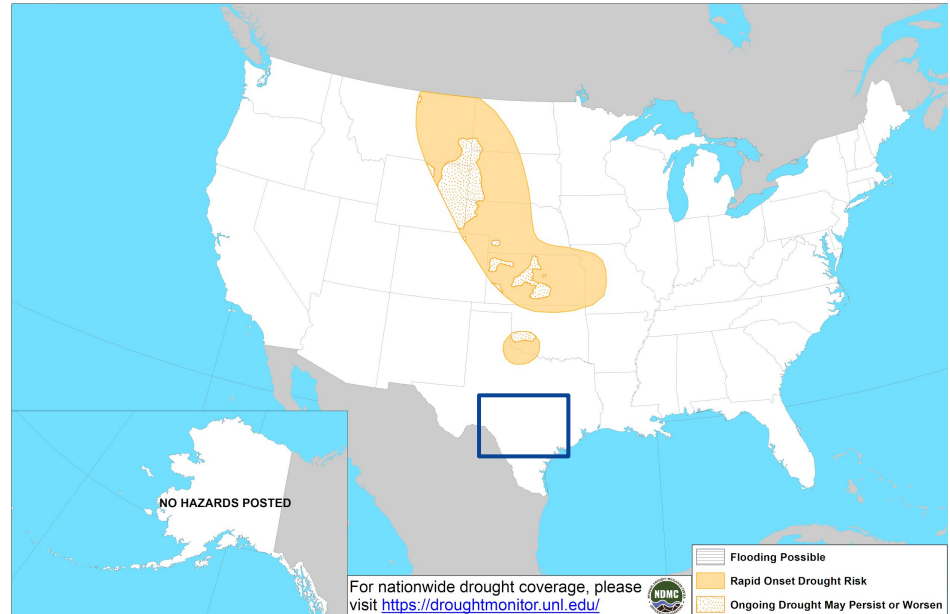 NO HAZARDS POSTED
For nationwide drought coverage, please
visit https://droughtmonitor.unl.edu/
NDMC
Flooding Possible
Rapid Onset Drought Risk
Ongoing Drought May Persist or Worsen